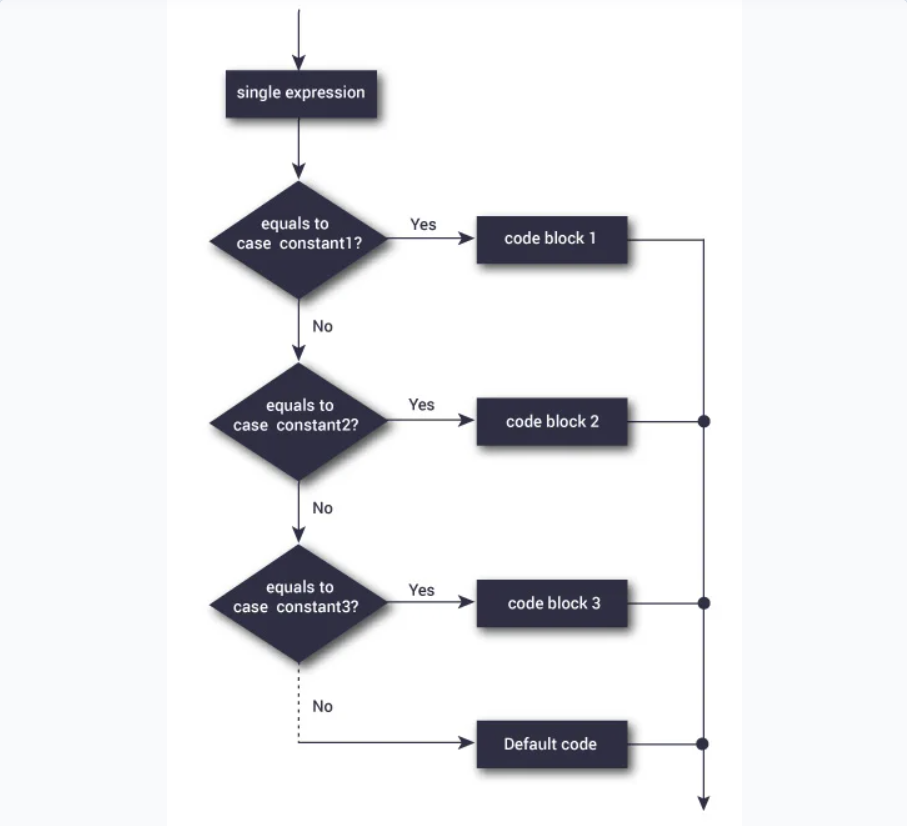 single expression
equals to
case constant1?
Yes
code block 1
No
equals to
case constant2?
Yes
code block 2
No
equals to
case constant3?
Yes
code block 3
No
Default code